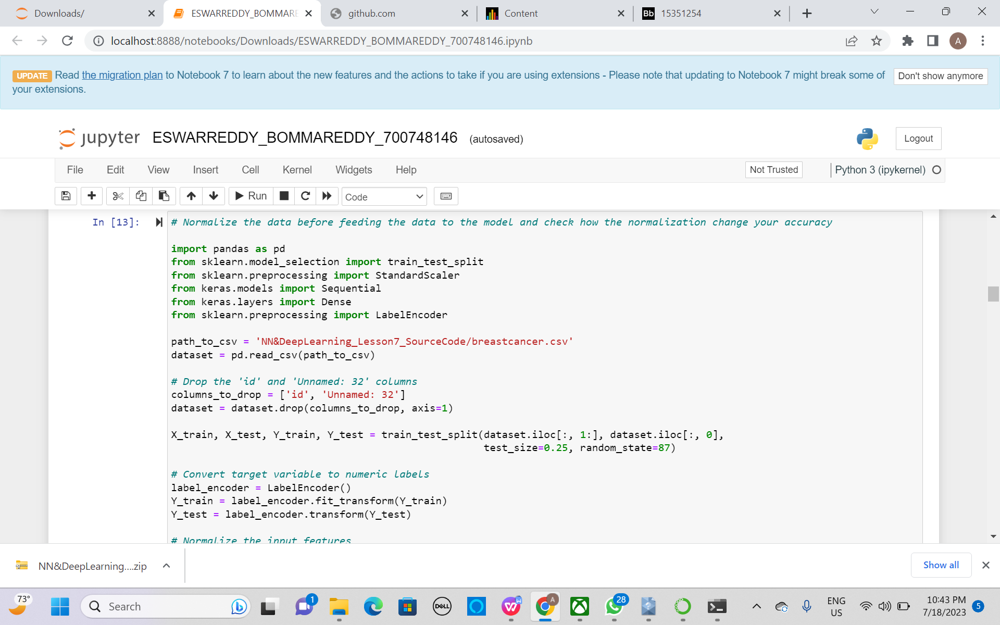 Downloads/
ESWARREDDY_BOMMARE
github.com
Content
Bb 15351254
localhost:8888/notebooks/Downloads/ESWARREDDY_BOMMAREDDY_700748146.ipynb
A
UPDATE Read the migration plan to Notebook 7 to learn about the new features and the actions to take if you are using extensions - Please note that updating to Notebook 7 might break some of
your extensions.
Don't show anymore
jupyter ESWARREDDY_BOMMAREDDY_700748146 (autosaved)
Logout
File Edit View Insert Cell Kernel Widgets Help
Not Trusted
Python 3 (ipykernel)
Run
Code
In [13]:
# Normalize the data before feeding the data to the model and check how the normalization change your accuracy
import pandas as pd
from sklearn.model_selection import train_test_split
from sklearn.preprocessing import StandardScaler
from keras.models import Sequential
from keras.layers import Dense
from sklearn.preprocessing import LabelEncoder
path_to_csv = 'NN&DeepLearning_Lesson7_SourceCode/breastcancer.csv'
dataset = pd.read_csv(path_to_csv)
# Drop the 'id' and 'Unnamed: 32' columns
columns_to_drop = ['id', 'Unnamed: 32']
dataset = dataset.drop(columns_to_drop, axis=1)
X_train, X_test, Y_train, Y_test = train_test_split(dataset.iloc[:, 1:], dataset.iloc[:, 0],
test_size=0.25, random_state=87)
# Convert target variable to numeric labels
label_encoder = LabelEncoder()
Y_train = label_encoder.fit_transform(Y_train)
Y_test = label_encoder.transform(Y_test)
# Normalize the input features
NN&DeepLearning....zip
Show all
73°
Search
1
DELL
W
A
28
ENG
US
10:43 PM
7/18/2023
5